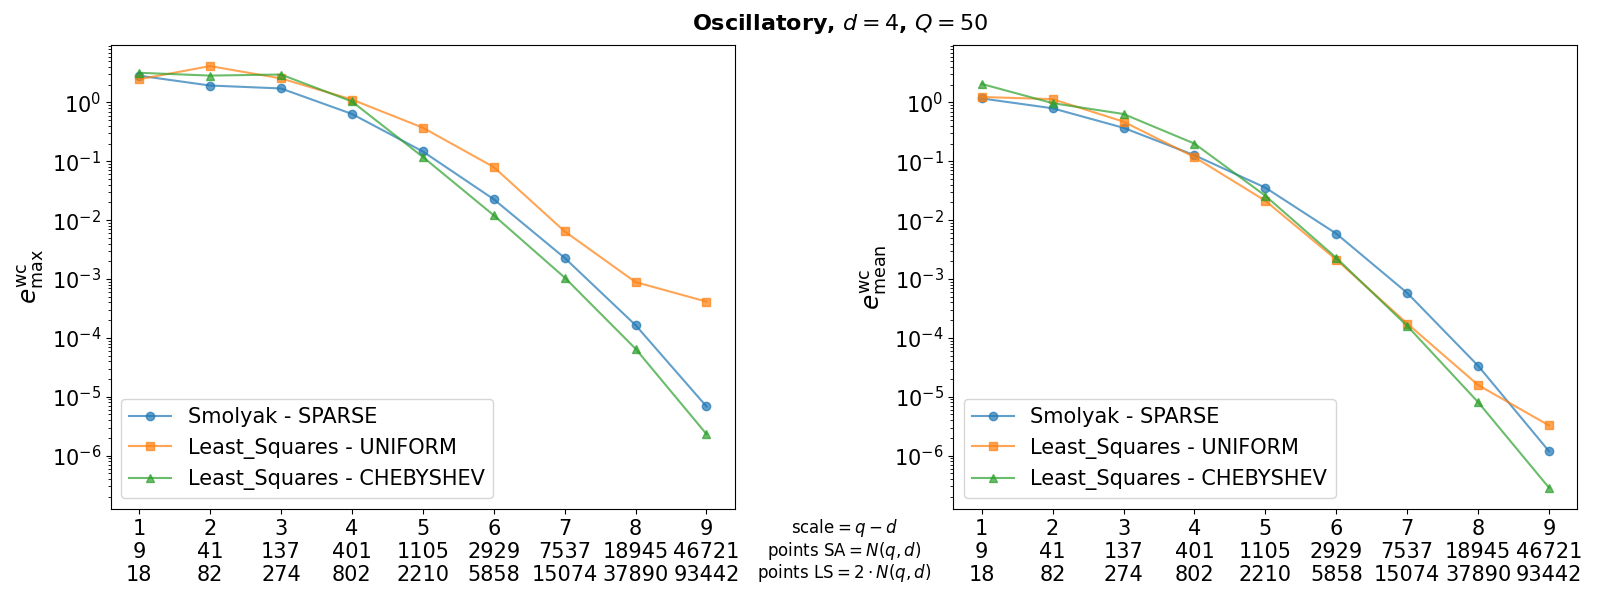 Oscillatory, d = 4, Q = 50
e^wc_max
10^0
10^-1
10^-2
10^-3
10^-4
10^-5
10^-6
Smolyak - SPARSE
Least_Squares - UNIFORM
Least_Squares - CHEBYSHEV
1 2 3 4 5 6 7 8 9
9 41 137 401 1105 2929 7537 18945 46721
18 82 274 802 2210 5858 15074 37890 93442
scale = q − d
points SA = N(q, d)
points LS = 2 · N(q, d)
e^wc_mean
10^0
10^-1
10^-2
10^-3
10^-4
10^-5
10^-6
Smolyak - SPARSE
Least_Squares - UNIFORM
Least_Squares - CHEBYSHEV
1 2 3 4 5 6 7 8 9
9 41 137 401 1105 2929 7537 18945 46721
18 82 274 802 2210 5858 15074 37890 93442